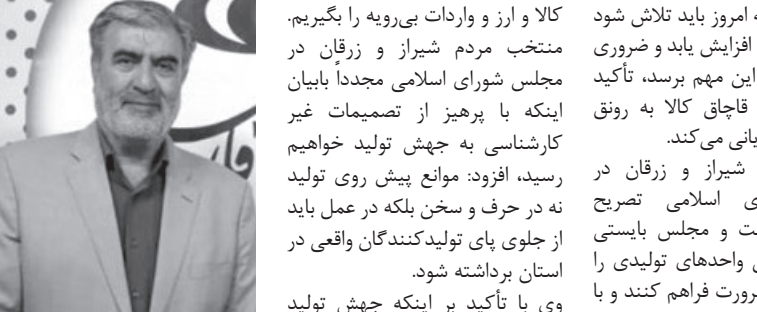 امروز باید تلاش شود
افزایش یابد و ضروری
این مهم برسد، تأکید
قاچاق کالا به رونق
می‌کند.
شیراز و زرقان در
اسلامی تصریح
و مجلس بایستی
واحدهای تولیدی را
فراهم کنند و با
کالا و ارز و واردات بی‌رویه را بگیریم.
منتخب مردم شیراز و زرقان در
مجلس شورای اسلامی مجدداً بابیان
اینکه با پرهیز از تصمیمات غیر
کارشناسی به جهش تولید خواهیم
رسید، افزود: موانع پیش روی تولید
نه در حرف و سخن بلکه در عمل باید
از جلوی پای تولیدکنندگان واقعی در
استان برداشته شود.
وی با تأکید بر اینکه جهش تولید